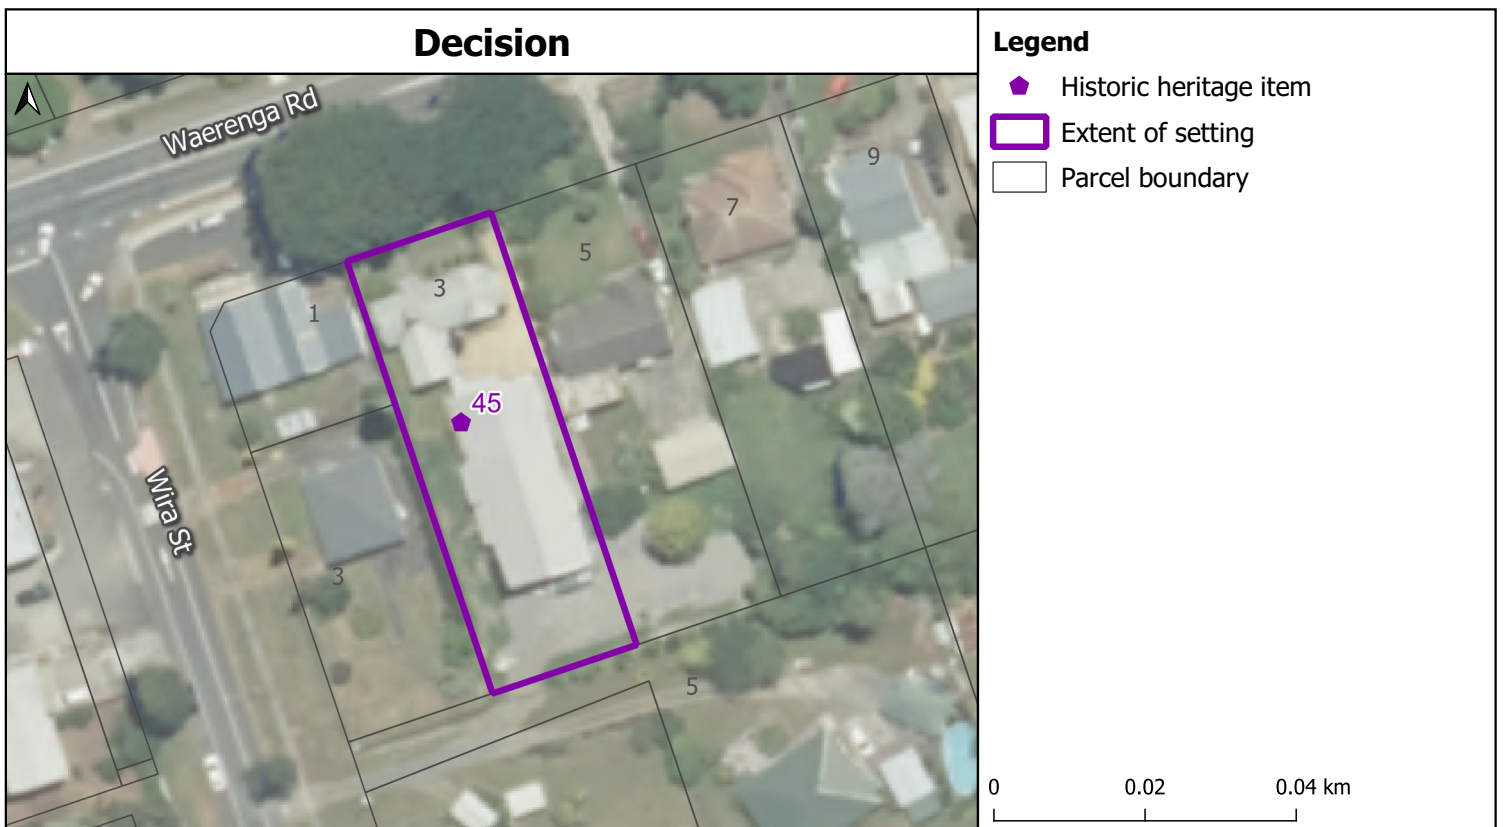 Decision
Legend
Historic heritage item
Extent of setting
Parcel boundary
Waerenga Rd
9
7
5
3
1
45
Wira St
3
5
0 0.02 0.04 km